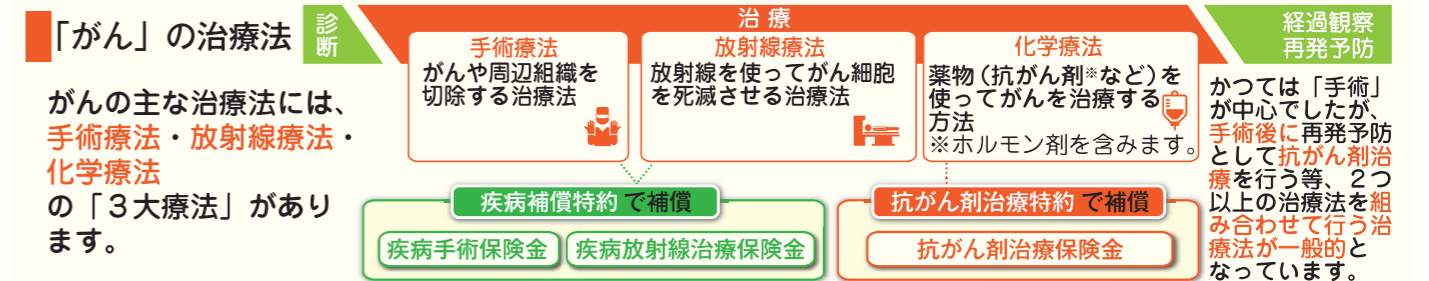 「がん」の治療法
診断
治 療
経過観察
再発予防
がんの主な治療法には、
手術療法・放射線療法・
化学療法
の「３大療法」があり
ます。
手術療法
がんや周辺組織を
切除する治療法
放射線療法
放射線を使ってがん細胞
を死滅させる治療法
化学療法
薬物（抗がん剤※など）を
使ってがんを治療する
方法
※ホルモン剤を含みます。
疾病補償特約 で補償
疾病手術保険金
疾病放射線治療保険金
抗がん剤治療特約 で補償
抗がん剤治療保険金
かつては「手術」
が中心でしたが、
手術後に再発予防
として抗がん剤治
療を行う等、２つ
以上の治療法を組
み合わせて行う治
療法が一般的と
なっています。